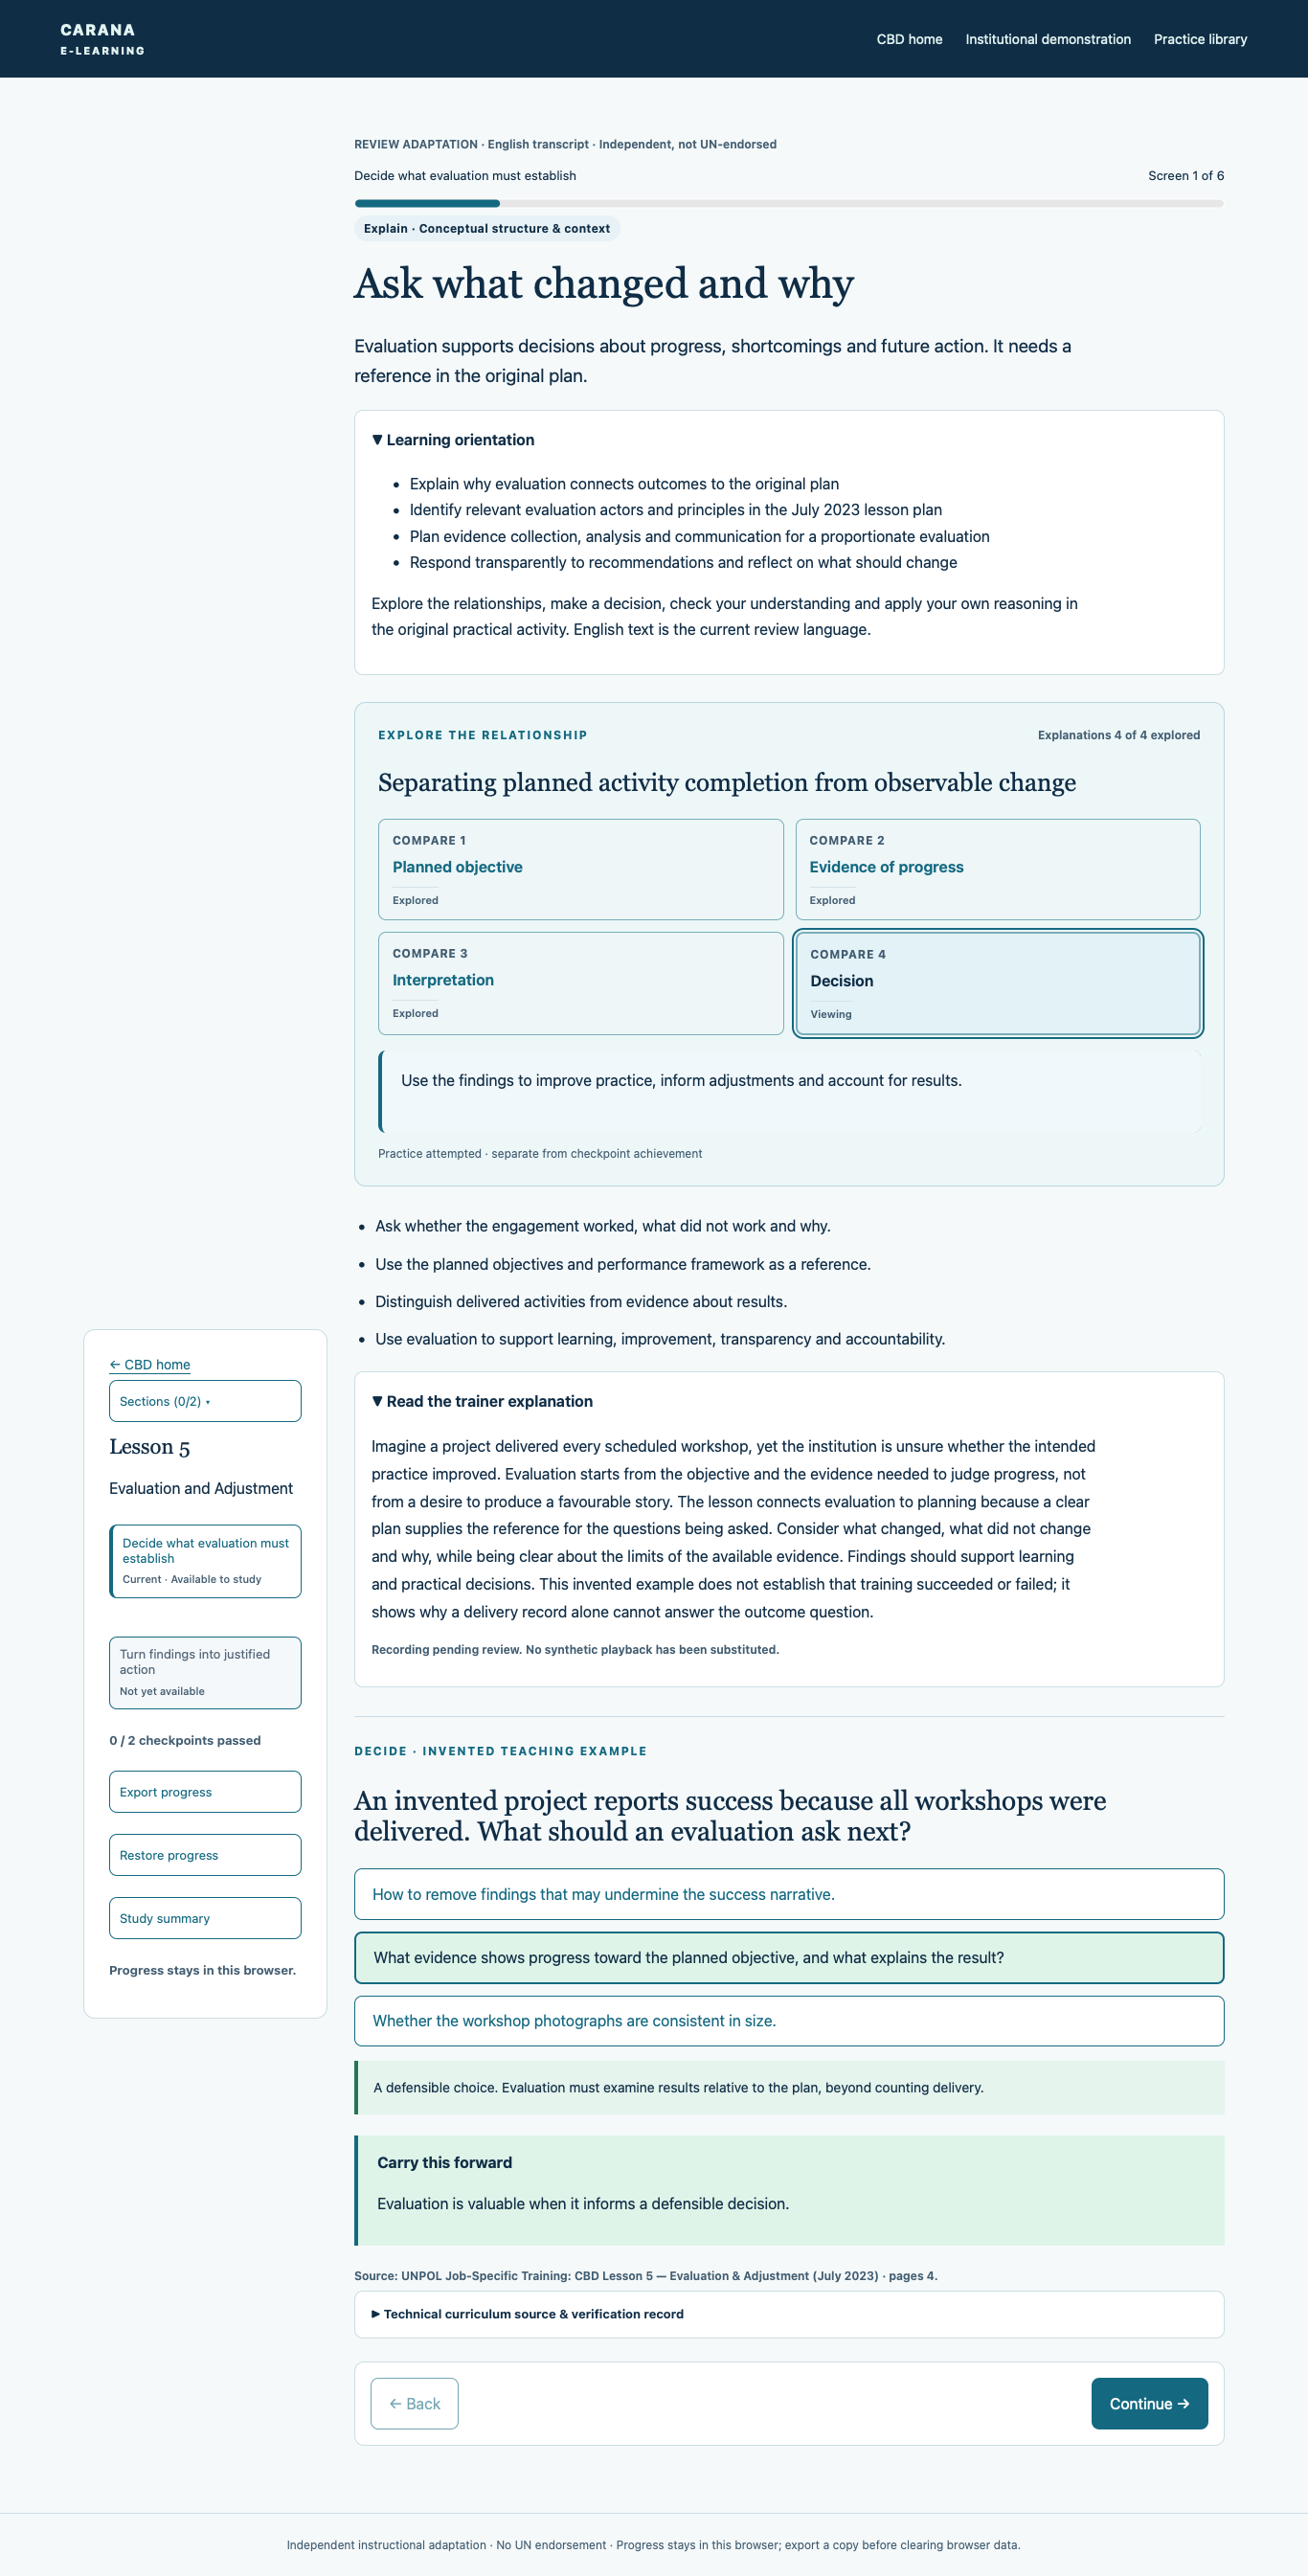 CARANA
E-LEARNING
CBD home
Institutional demonstration
Practice library
REVIEW ADAPTATION · English transcript · Independent, not UN-endorsed
Decide what evaluation must establish
Screen 1 of 6
Explain · Conceptual structure & context
Ask what changed and why
Evaluation supports decisions about progress, shortcomings and future action. It needs a
reference in the original plan.
▼ Learning orientation
• Explain why evaluation connects outcomes to the original plan
• Identify relevant evaluation actors and principles in the July 2023 lesson plan
• Plan evidence collection, analysis and communication for a proportionate evaluation
• Respond transparently to recommendations and reflect on what should change
Explore the relationships, make a decision, check your understanding and apply your own reasoning in
the original practical activity. English text is the current review language.
EXPLORE THE RELATIONSHIP
Explanations 4 of 4 explored
Separating planned activity completion from observable change
COMPARE 1
Planned objective
Explored
COMPARE 2
Evidence of progress
Explored
COMPARE 3
Interpretation
Explored
COMPARE 4
Decision
Viewing
Use the findings to improve practice, inform adjustments and account for results.
Practice attempted · separate from checkpoint achievement
• Ask whether the engagement worked, what did not work and why.
• Use the planned objectives and performance framework as a reference.
• Distinguish delivered activities from evidence about results.
• Use evaluation to support learning, improvement, transparency and accountability.
← CBD home
Sections (0/2) ▾
Lesson 5
Evaluation and Adjustment
Decide what evaluation must
establish
Current · Available to study
Turn findings into justified
action
Not yet available
0 / 2 checkpoints passed
Export progress
Restore progress
Study summary
Progress stays in this browser.
▼ Read the trainer explanation
Imagine a project delivered every scheduled workshop, yet the institution is unsure whether the intended
practice improved. Evaluation starts from the objective and the evidence needed to judge progress, not
from a desire to produce a favourable story. The lesson connects evaluation to planning because a clear
plan supplies the reference for the questions being asked. Consider what changed, what did not change
and why, while being clear about the limits of the available evidence. Findings should support learning
and practical decisions. This invented example does not establish that training succeeded or failed; it
shows why a delivery record alone cannot answer the outcome question.
Recording pending review. No synthetic playback has been substituted.
DECIDE · INVENTED TEACHING EXAMPLE
An invented project reports success because all workshops were
delivered. What should an evaluation ask next?
How to remove findings that may undermine the success narrative.
What evidence shows progress toward the planned objective, and what explains the result?
Whether the workshop photographs are consistent in size.
A defensible choice. Evaluation must examine results relative to the plan, beyond counting delivery.
Carry this forward
Evaluation is valuable when it informs a defensible decision.
Source: UNPOL Job-Specific Training: CBD Lesson 5 — Evaluation & Adjustment (July 2023) · pages 4.
▶ Technical curriculum source & verification record
← Back
Continue →
Independent instructional adaptation · No UN endorsement · Progress stays in this browser; export a copy before clearing browser data.